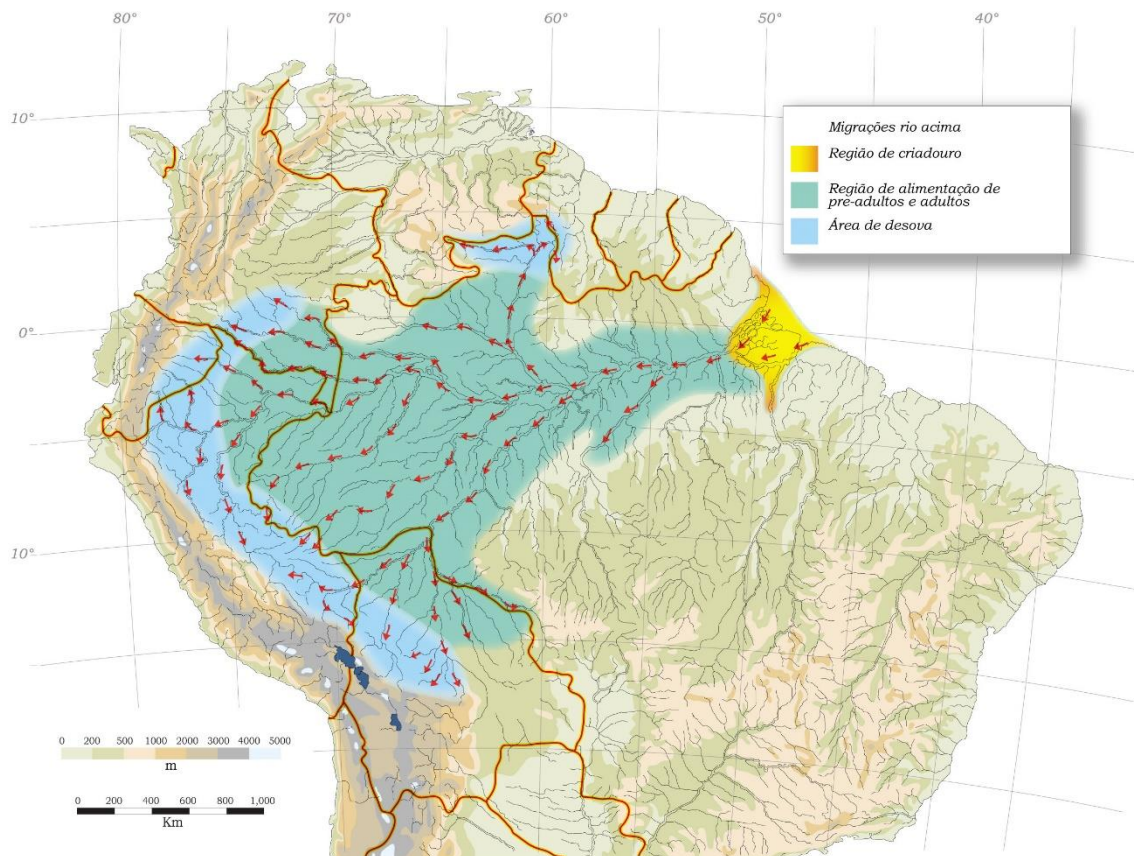 80°
70°
60°
50°
40°
10°
0°
10°
Migrações rio acima
Região de criadouro
Região de alimentação de
pre-adultos e adultos
Área de desova
0 200 500 1000 2000 3000 4000 5000
m
0 200 400 600 800 1,000
Km